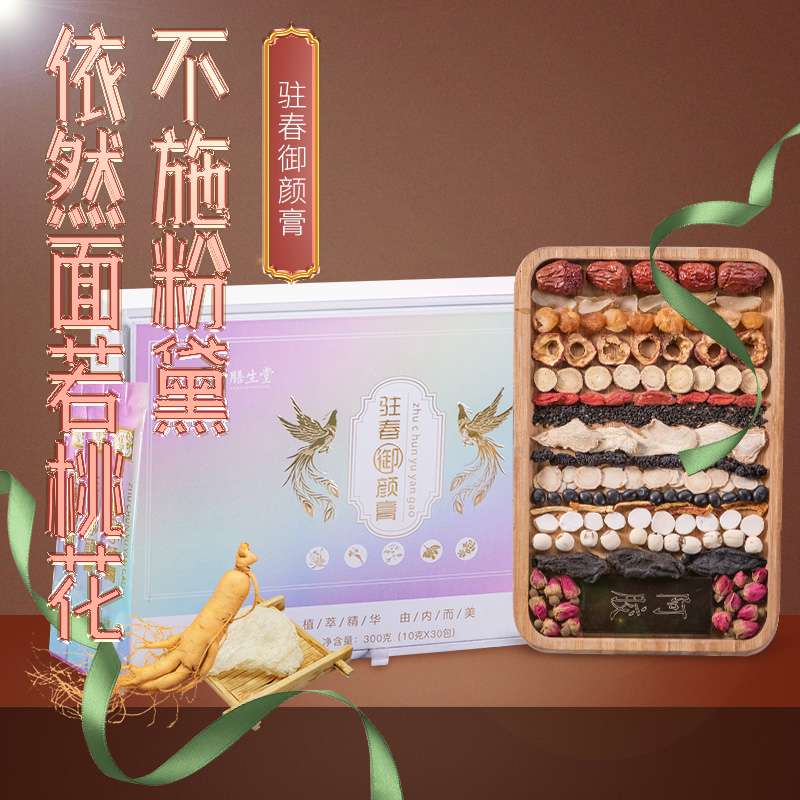 不施粉黛
依然面若桃花
驻春御颜膏
膳生堂
驻春御颜膏
zhu chun yu yan gao
植/萃/精/华 由/内/而/美
净含量：300克（10克X30包）
阿胶